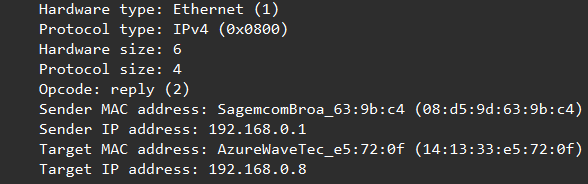 Hardware type: Ethernet (1)
Protocol type: IPv4 (0x0800)
Hardware size: 6
Protocol size: 4
Opcode: reply (2)
Sender MAC address: SagemcomBroa_63:9b:c4 (08:d5:9d:63:9b:c4)
Sender IP address: 192.168.0.1
Target MAC address: AzureWaveTec_e5:72:0f (14:13:33:e5:72:0f)
Target IP address: 192.168.0.8